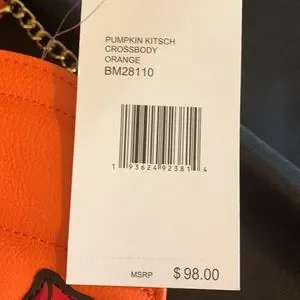 PUMPKIN KITSCH
CROSSBODY
ORANGE
BM28110
1 93624 92381 4
MSRP $98.00